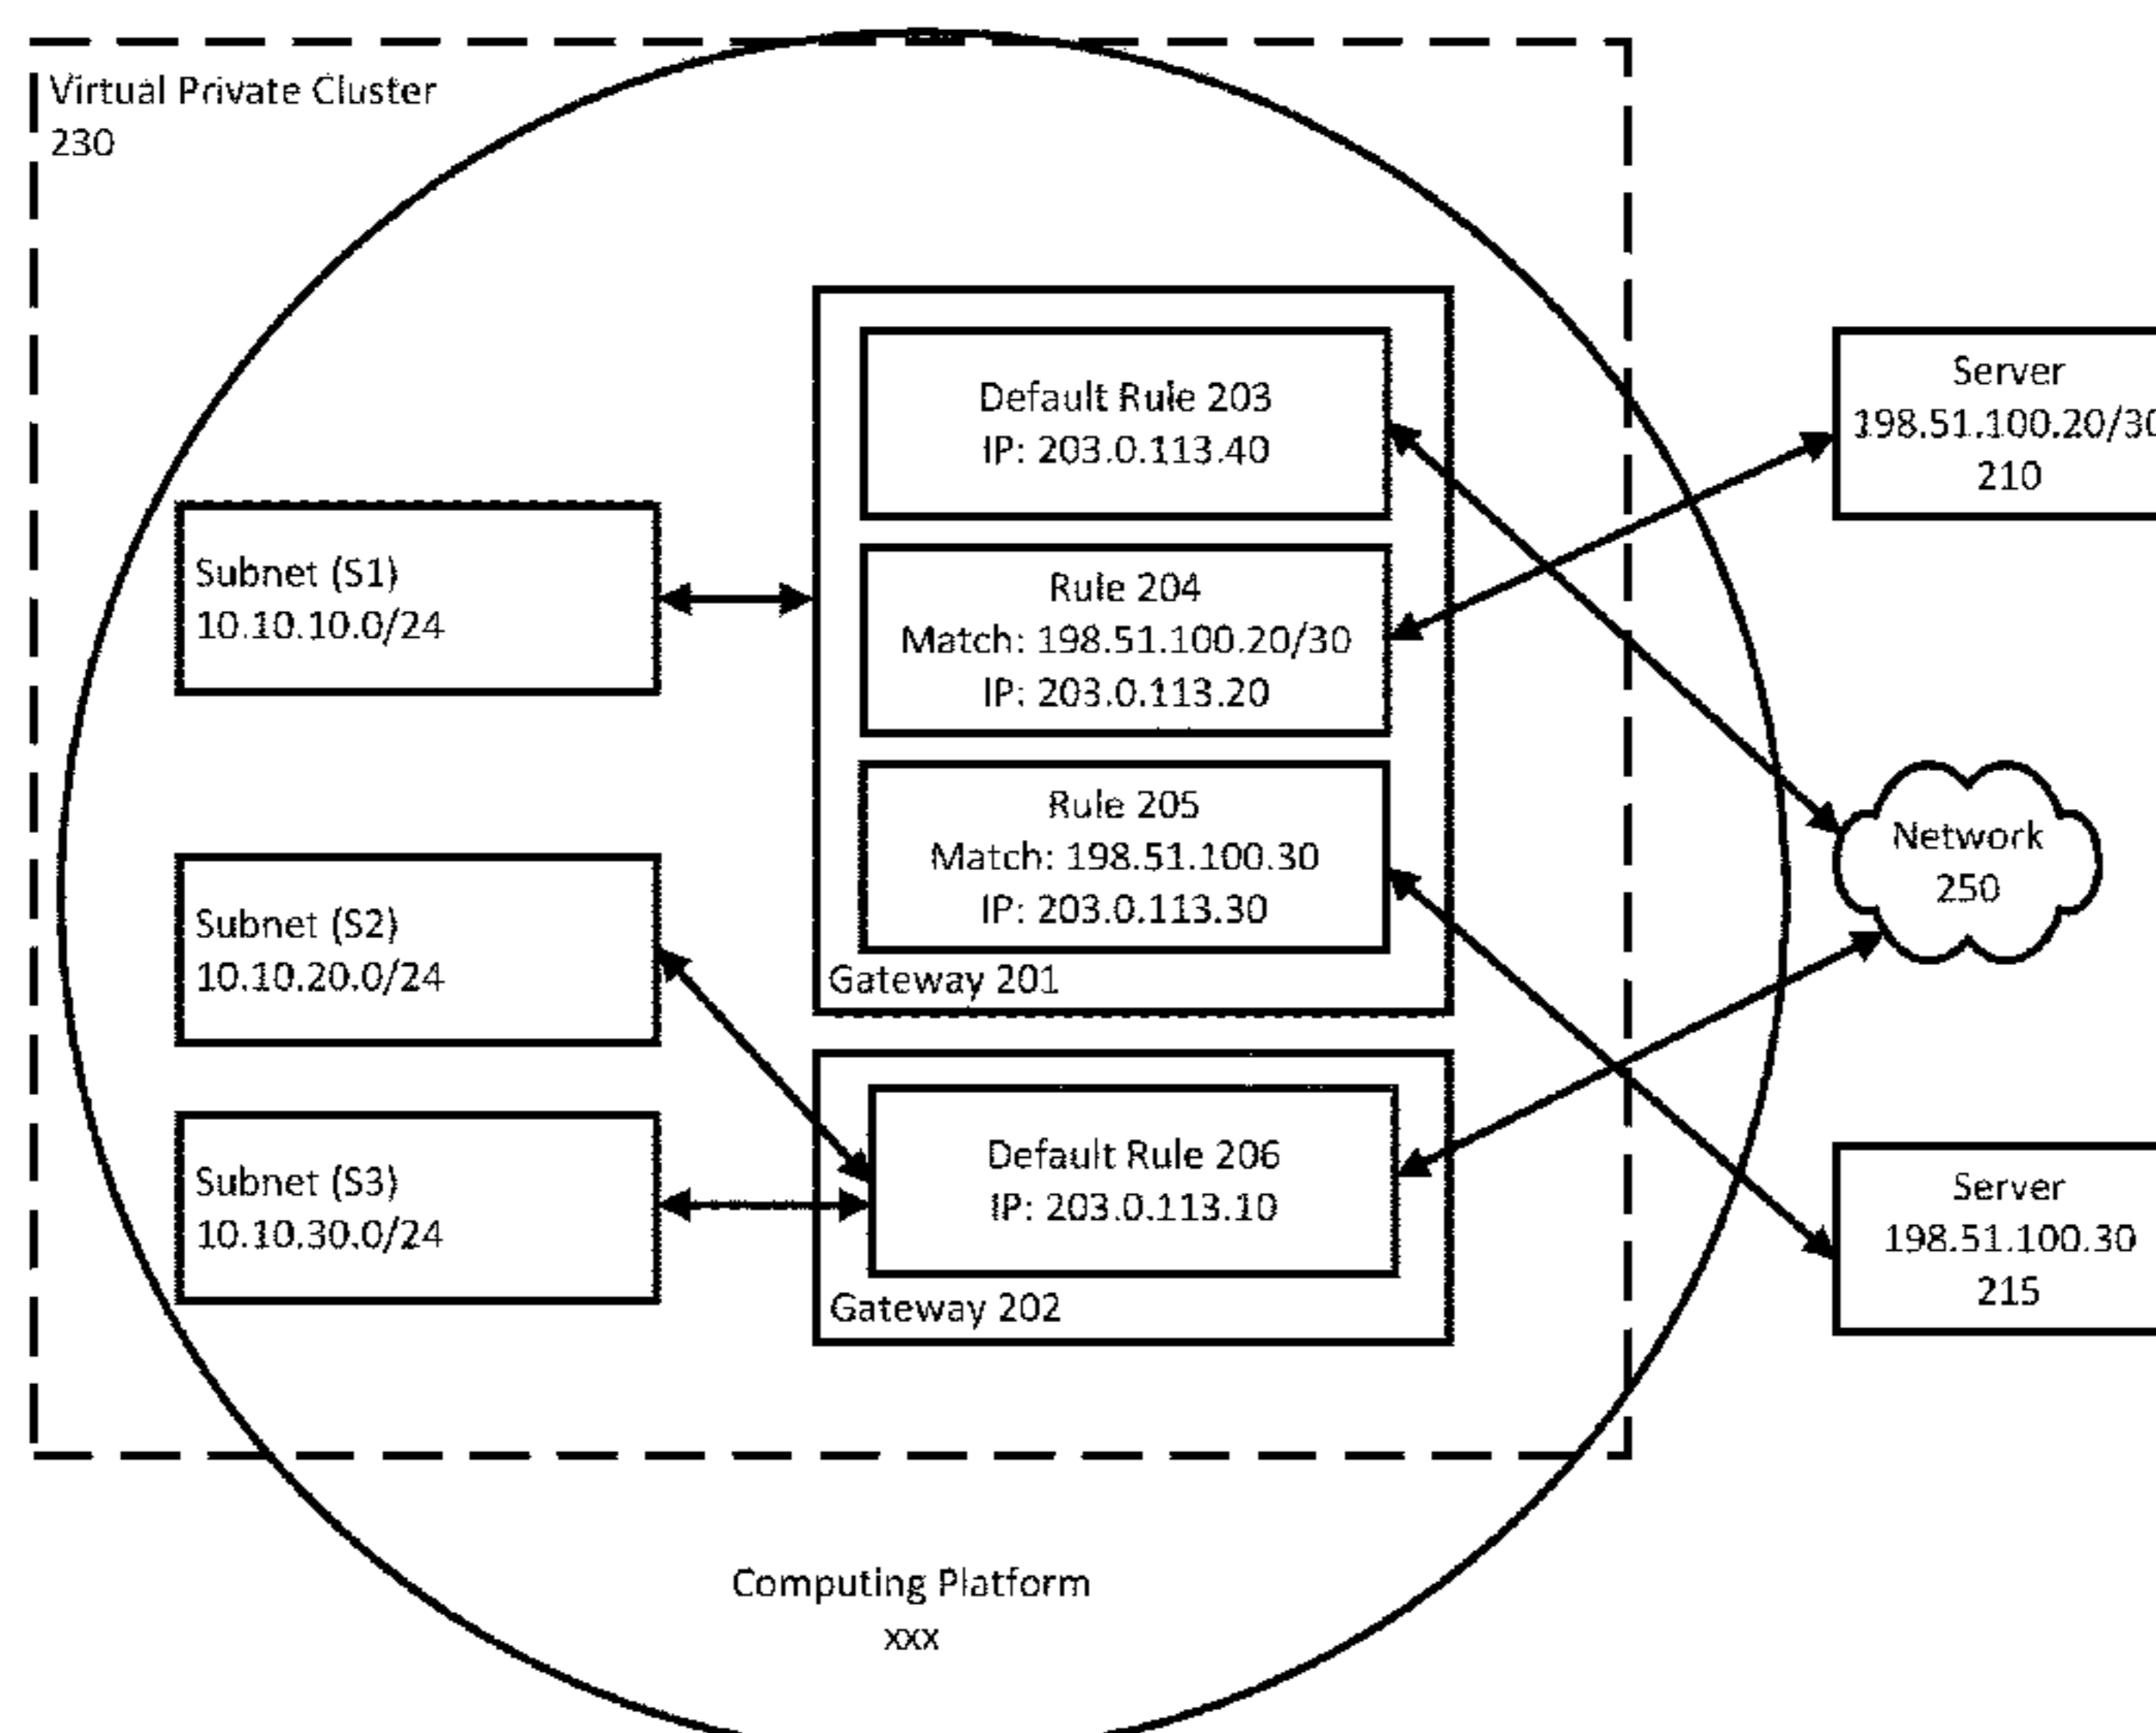 Virtual Private Cluster
230
Default Rule 203
IP: 203.0.113.40
Rule 204
Match: 198.51.100.20/30
IP: 203.0.113.20
Rule 205
Match: 198.51.100.30
IP: 203.0.113.30
Gateway 201
Subnet (S1)
10.10.10.0/24
Subnet (S2)
10.10.20.0/24
Subnet (S3)
10.10.30.0/24
Default Rule 206
IP: 203.0.113.10
Gateway 202
Server
198.51.100.20/30
210
Network
250
Server
198.51.100.30
215
Computing Platform
xxx